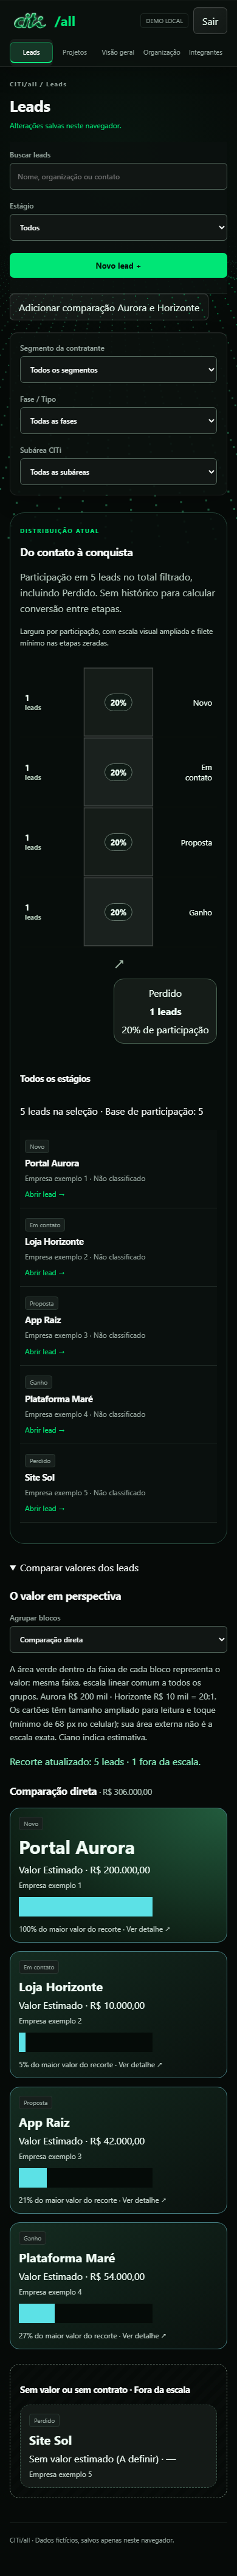 citi /all
DEMO LOCAL
Sair
Leads
Projetos
Visão geral
Organização
Integrantes
CITi/all / Leads
Leads
Alterações salvas neste navegador.
Buscar leads
Nome, organização ou contato
Estágio
Todos
Novo lead +
Adicionar comparação Aurora e Horizonte
Segmento da contratante
Todos os segmentos
Fase / Tipo
Todas as fases
Subárea CITi
Todas as subáreas
DISTRIBUIÇÃO ATUAL
Do contato à conquista
Participação em 5 leads no total filtrado,
incluindo Perdido. Sem histórico para calcular
conversão entre etapas.
Largura por participação, com escala visual ampliada e filete
mínimo nas etapas zeradas.
1
leads
20%
Novo
1
leads
20%
Em
contato
1
leads
20%
Proposta
1
leads
20%
Ganho
↗
Perdido
1 leads
20% de participação
Todos os estágios
5 leads na seleção · Base de participação: 5
Novo
Portal Aurora
Empresa exemplo 1 · Não classificado
Abrir lead →
Em contato
Loja Horizonte
Empresa exemplo 2 · Não classificado
Abrir lead →
Proposta
App Raiz
Empresa exemplo 3 · Não classificado
Abrir lead →
Ganho
Plataforma Maré
Empresa exemplo 4 · Não classificado
Abrir lead →
Perdido
Site Sol
Empresa exemplo 5 · Não classificado
Abrir lead →
▼ Comparar valores dos leads
O valor em perspectiva
Agrupar blocos
Comparação direta
A área verde dentro da faixa de cada bloco representa o
valor: mesma faixa, escala linear comum a todos os
grupos. Aurora R$ 200 mil · Horizonte R$ 10 mil = 20:1.
Os cartões têm tamanho ampliado para leitura e toque
(mínimo de 68 px no celular); sua área externa não é a
escala exata. Ciano indica estimativa.
Recorte atualizado: 5 leads · 1 fora da escala.
Comparação direta · R$ 306.000,00
Novo
Portal Aurora
Valor Estimado · R$ 200.000,00
Empresa exemplo 1
100% do maior valor do recorte · Ver detalhe ↗
Em contato
Loja Horizonte
Valor Estimado · R$ 10.000,00
Empresa exemplo 2
5% do maior valor do recorte · Ver detalhe ↗
Proposta
App Raiz
Valor Estimado · R$ 42.000,00
Empresa exemplo 3
21% do maior valor do recorte · Ver detalhe ↗
Ganho
Plataforma Maré
Valor Estimado · R$ 54.000,00
Empresa exemplo 4
27% do maior valor do recorte · Ver detalhe ↗
Sem valor ou sem contrato · Fora da escala
Perdido
Site Sol
Sem valor estimado (A definir) · —
Empresa exemplo 5
CITi/all · Dados fictícios, salvos apenas neste navegador.